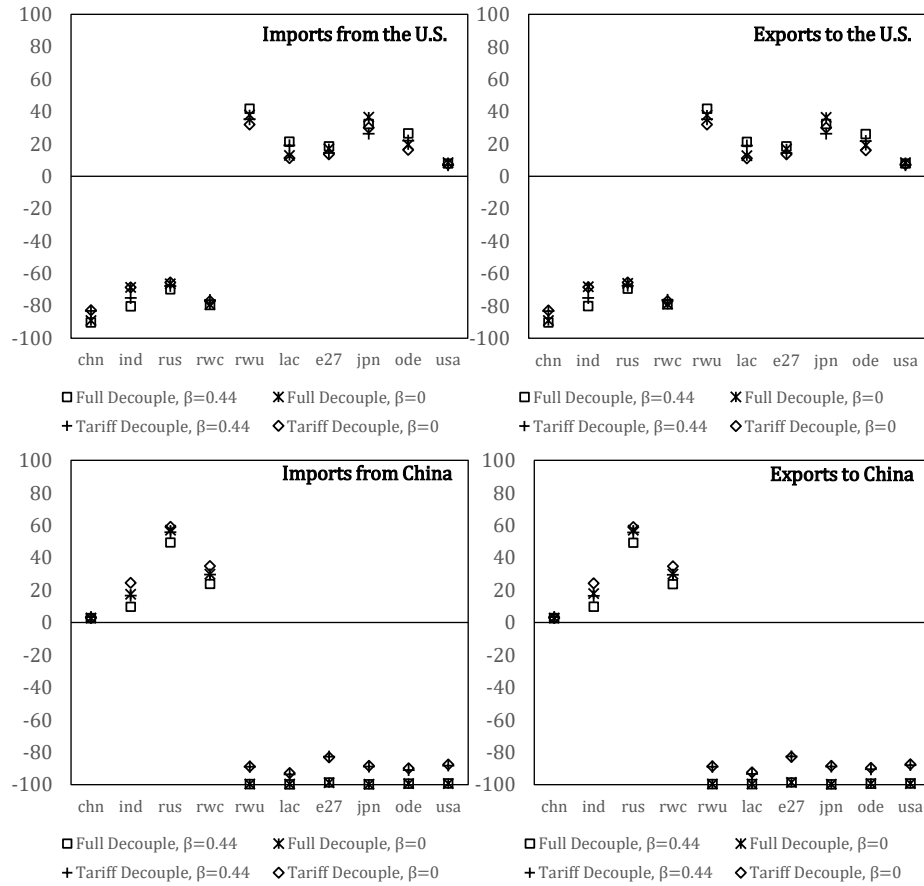 Imports from the U.S.
100
80
60
40
20
0
-20
-40
-60
-80
-100
chn ind rus rwc rwu lac e27 jpn ode usa
Full Decouple, β=0.44 Full Decouple, β=0
Tariff Decouple, β=0.44 Tariff Decouple, β=0
Exports to the U.S.
100
80
60
40
20
0
-20
-40
-60
-80
-100
chn ind rus rwc rwu lac e27 jpn ode usa
Full Decouple, β=0.44 Full Decouple, β=0
Tariff Decouple, β=0.44 Tariff Decouple, β=0
Imports from China
100
80
60
40
20
0
-20
-40
-60
-80
-100
chn ind rus rwc rwu lac e27 jpn ode usa
Full Decouple, β=0.44 Full Decouple, β=0
Tariff Decouple, β=0.44 Tariff Decouple, β=0
Exports to China
100
80
60
40
20
0
-20
-40
-60
-80
-100
chn ind rus rwc rwu lac e27 jpn ode usa
Full Decouple, β=0.44 Full Decouple, β=0
Tariff Decouple, β=0.44 Tariff Decouple, β=0